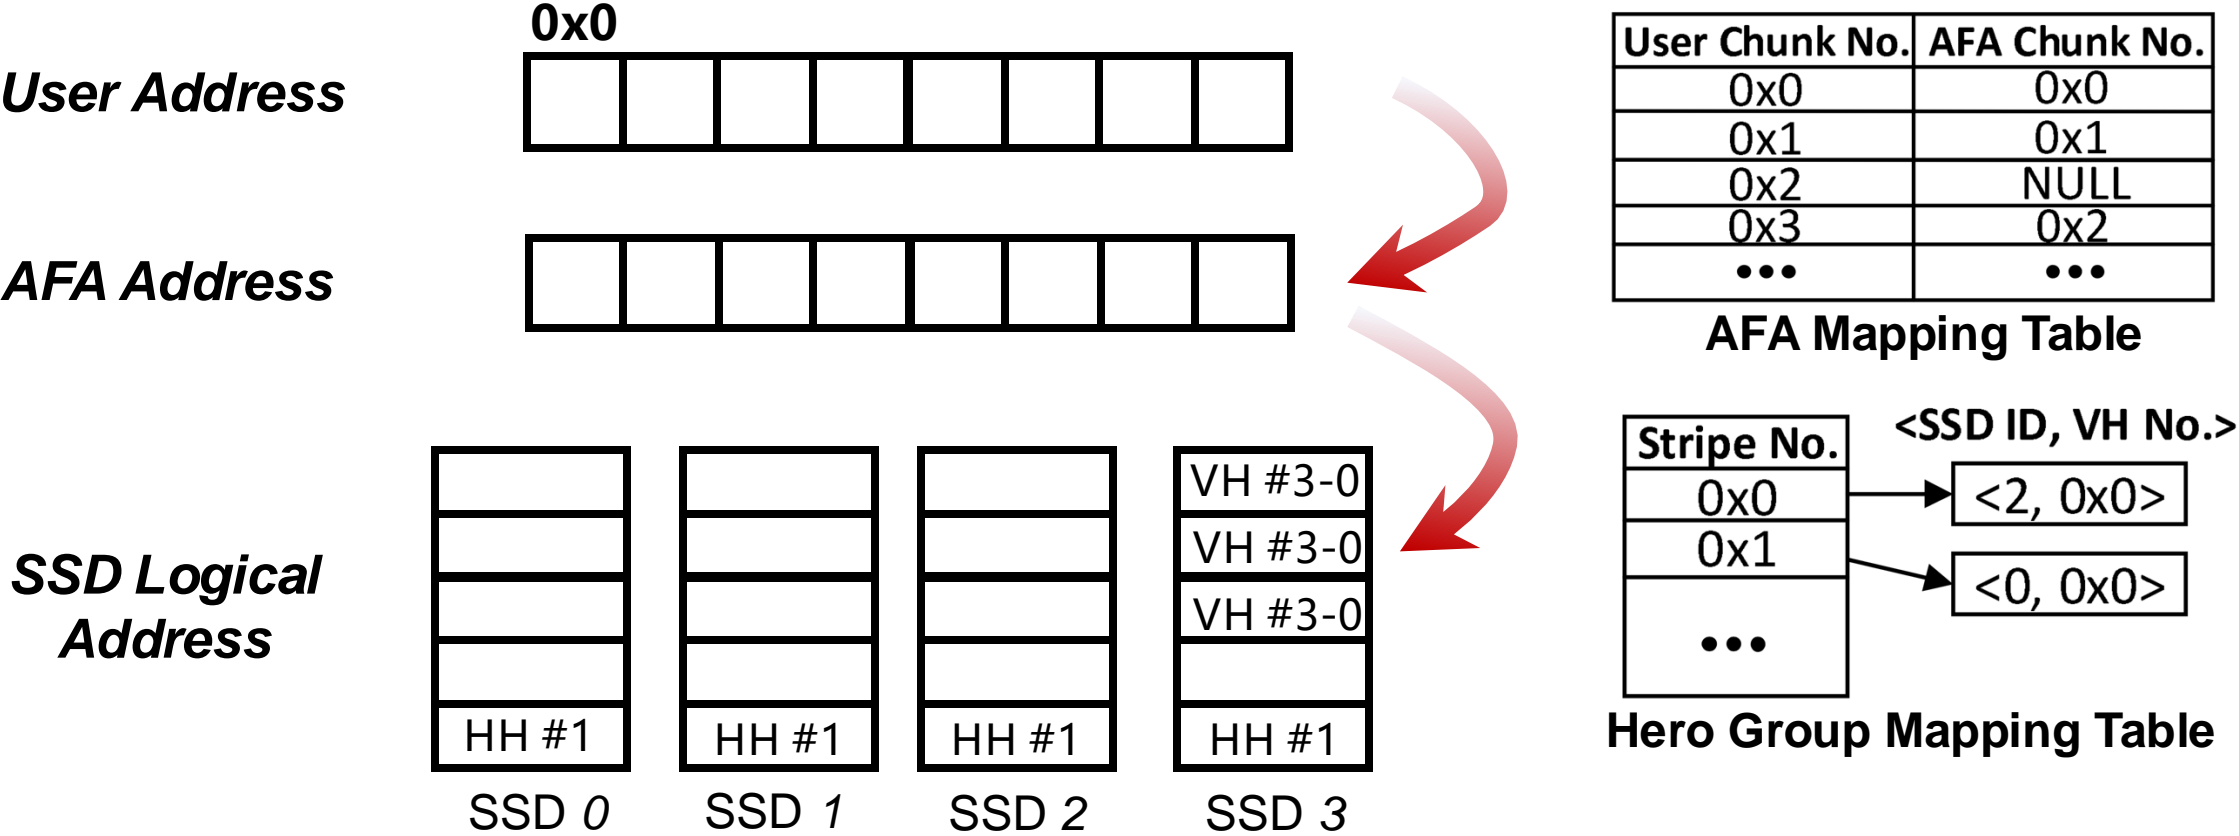 0x0
User Address
AFA Address
SSD Logical
Address
VH #3-0
VH #3-0
VH #3-0
HH #1
HH #1
HH #1
HH #1
SSD 0
SSD 1
SSD 2
SSD 3
User Chunk No. AFA Chunk No.
0x0 0x0
0x1 0x1
0x2 NULL
0x3 0x2
••• •••
AFA Mapping Table
Stripe No. <SSD ID, VH No.>
0x0 <2, 0x0>
0x1 <0, 0x0>
•••
Hero Group Mapping Table